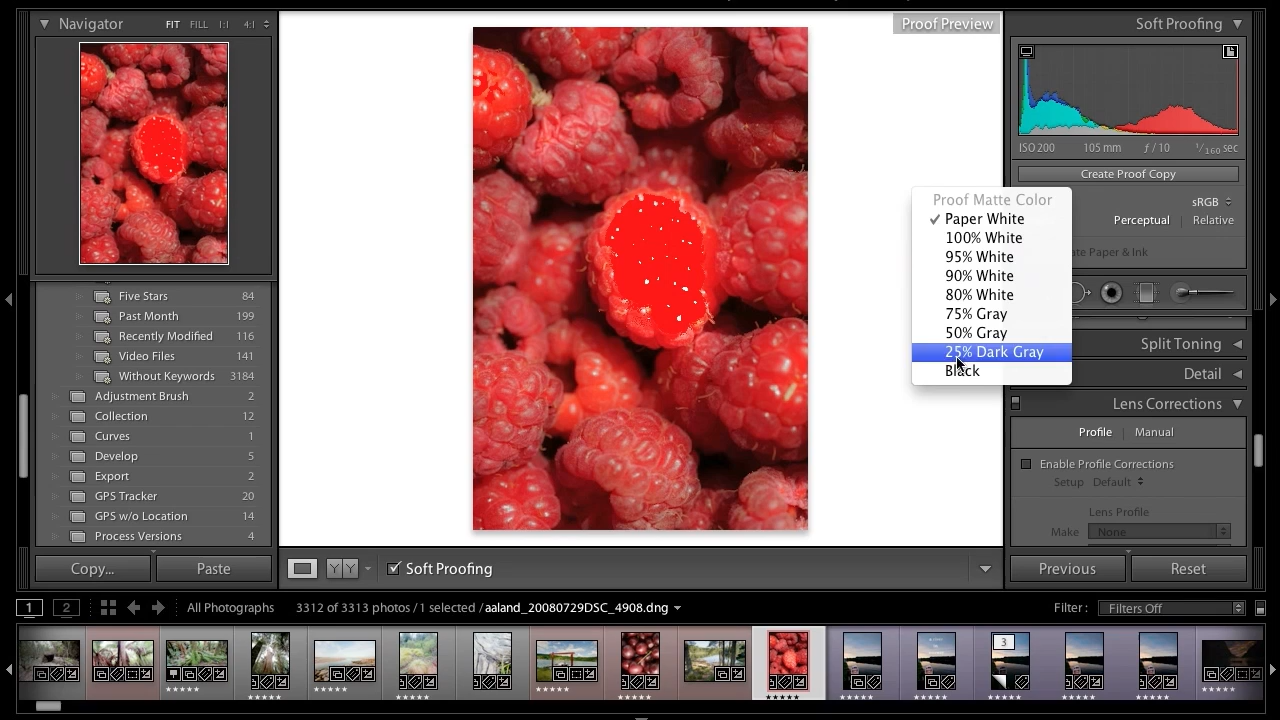 Navigator FIT FILL 1:1 4:1
Five Stars 84
Past Month 199
Recently Modified 116
Video Files 141
Without Keywords 3184
Adjustment Brush 2
Collection 12
Curves 1
Develop 5
Export 2
GPS Tracker 20
GPS w/o Location 14
Process Versions 4
Copy... Paste
Proof Preview
Proof Matte Color
✓ Paper White
100% White
95% White
90% White
80% White
75% Gray
50% Gray
25% Dark Gray
Black
YY Soft Proofing
Soft Proofing
ISO 200 105 mm ƒ / 10 1/160 sec
Create Proof Copy
sRGB
Perceptual Relative
Paper & Ink
Split Toning
Detail
Lens Corrections
Profile | Manual
Enable Profile Corrections
Setup Default
Lens Profile
Make None
Previous Reset
1 2 All Photographs 3312 of 3313 photos / 1 selected / aaland_20080729DSC_4908.dng Filter : Filters Off
3